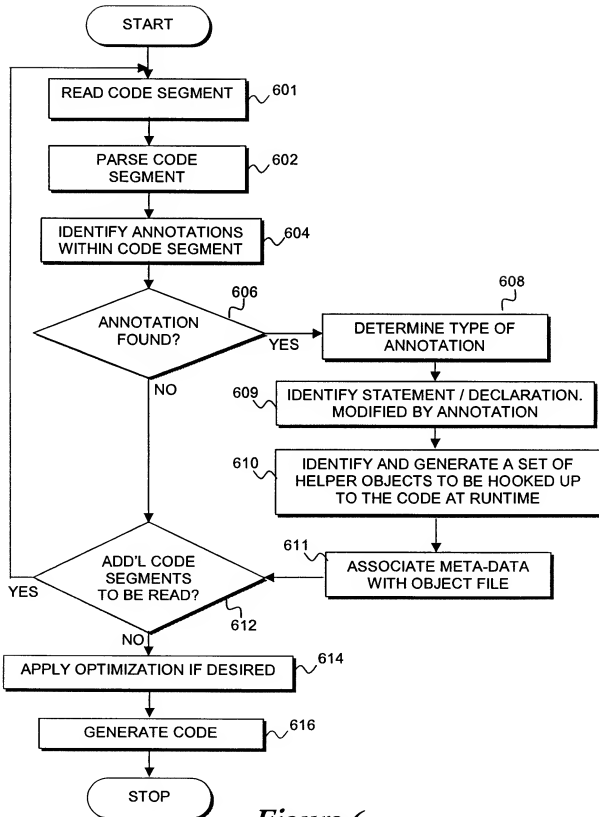 START
READ CODE SEGMENT
601
PARSE CODE
SEGMENT
602
IDENTIFY ANNOTATIONS
WITHIN CODE SEGMENT
604
ANNOTATION
FOUND?
606
YES
NO
608
DETERMINE TYPE OF
ANNOTATION
609
IDENTIFY STATEMENT / DECLARATION.
MODIFIED BY ANNOTATION
610
IDENTIFY AND GENERATE A SET OF
HELPER OBJECTS TO BE HOOKED UP
TO THE CODE AT RUNTIME
611
ASSOCIATE META-DATA
WITH OBJECT FILE
ADD'L CODE
SEGMENTS
TO BE READ?
YES
612
NO
APPLY OPTIMIZATION IF DESIRED
614
GENERATE CODE
616
STOP
Figure 6